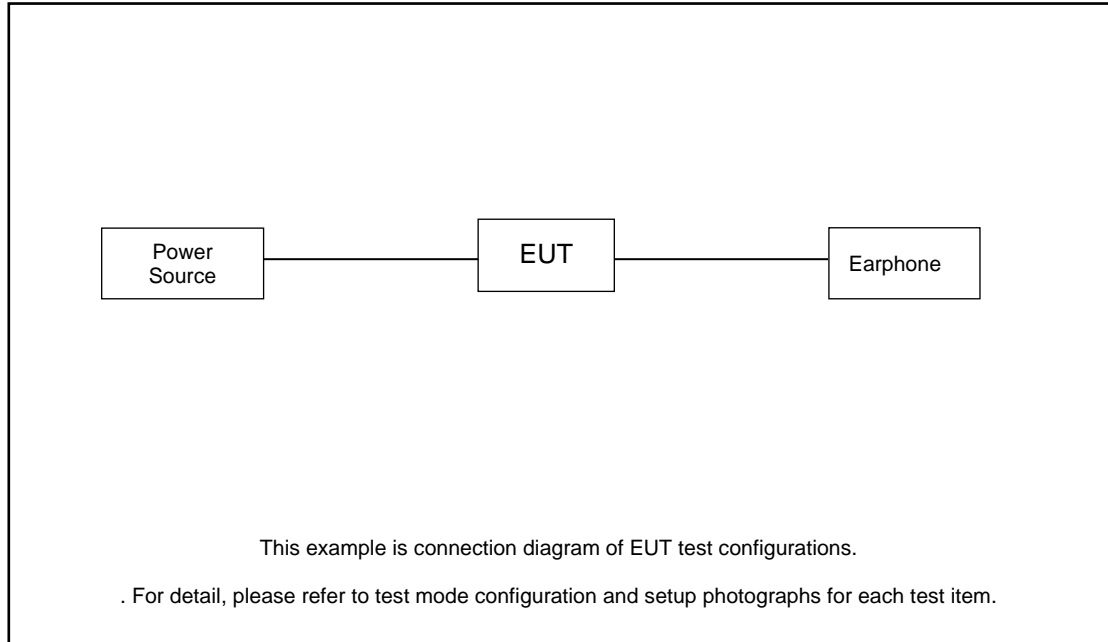 Power
Source
EUT
Earphone
This example is connection diagram of EUT test configurations.
. For detail, please refer to test mode configuration and setup photographs for each test item.